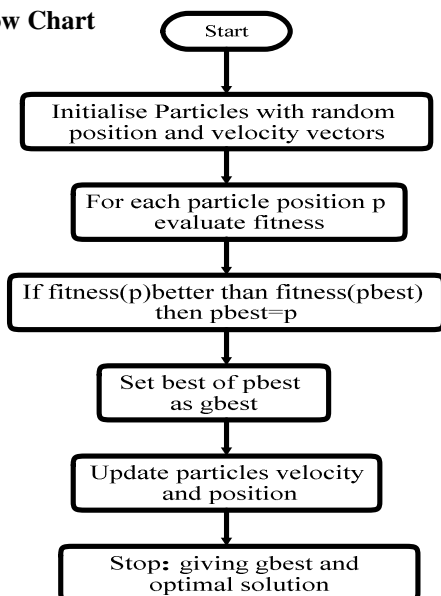 ow Chart
Start
Initialise Particles with random
position and velocity vectors
For each particle position p
evaluate fitness
If fitness(p)better than fitness(pbest)
then pbest=p
Set best of pbest
as gbest
Update particles velocity
and position
Stop: giving gbest and
optimal solution